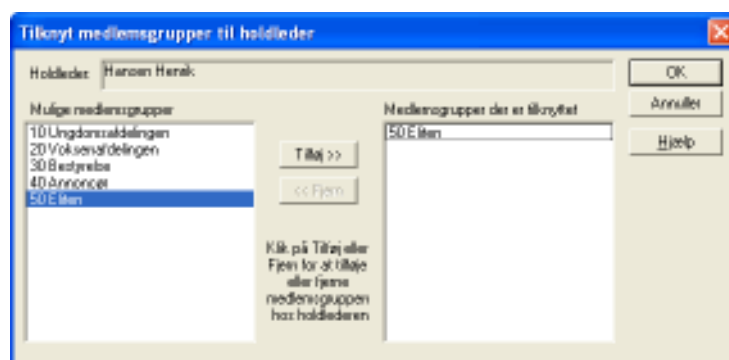 Tilknyt medlemsgrupper til holdleder
Holdleder: Hansen Henrik
OK
Annuller
Hjælp
Mulige medlemsgrupper
10 Ungdomsafdelingen
20 Voksenafdelingen
30 Bestyrelse
40 Annoncør
50 Eliten
Tilføj >>
<< Fjern
Klik på Tilføj eller
Fjern for at tilføje
eller fjerne
medlemsgruppen
hos holdlederen
Medlemsgrupper der er tilknyttet
50 Eliten